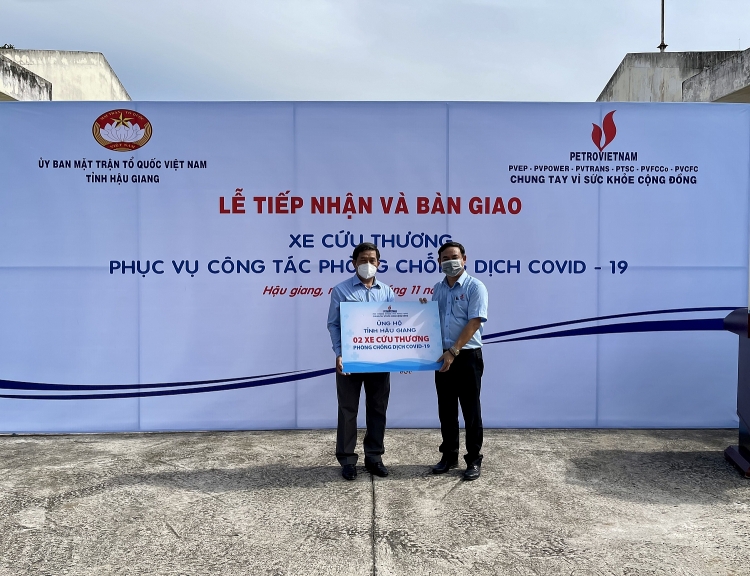 ỦY BAN MẶT TRẬN TỔ QUỐC VIỆT NAM
TỈNH HẬU GIANG
PETROVIETNAM
PVEP - PVPOWER - PVTRANS - PTSC - PVFCCo - PVCFC
CHUNG TAY VÌ SỨC KHỎE CỘNG ĐỒNG
LỄ TIẾP NHẬN VÀ BÀN GIAO
XE CỨU THƯƠNG
PHỤC VỤ CÔNG TÁC PHÒNG CHỐNG DỊCH COVID - 19
Hậu giang, 11
ỦNG HỘ
TỈNH HẬU GIANG
02 XE CỨU THƯƠNG
PHÒNG CHỐNG DỊCH COVID-19